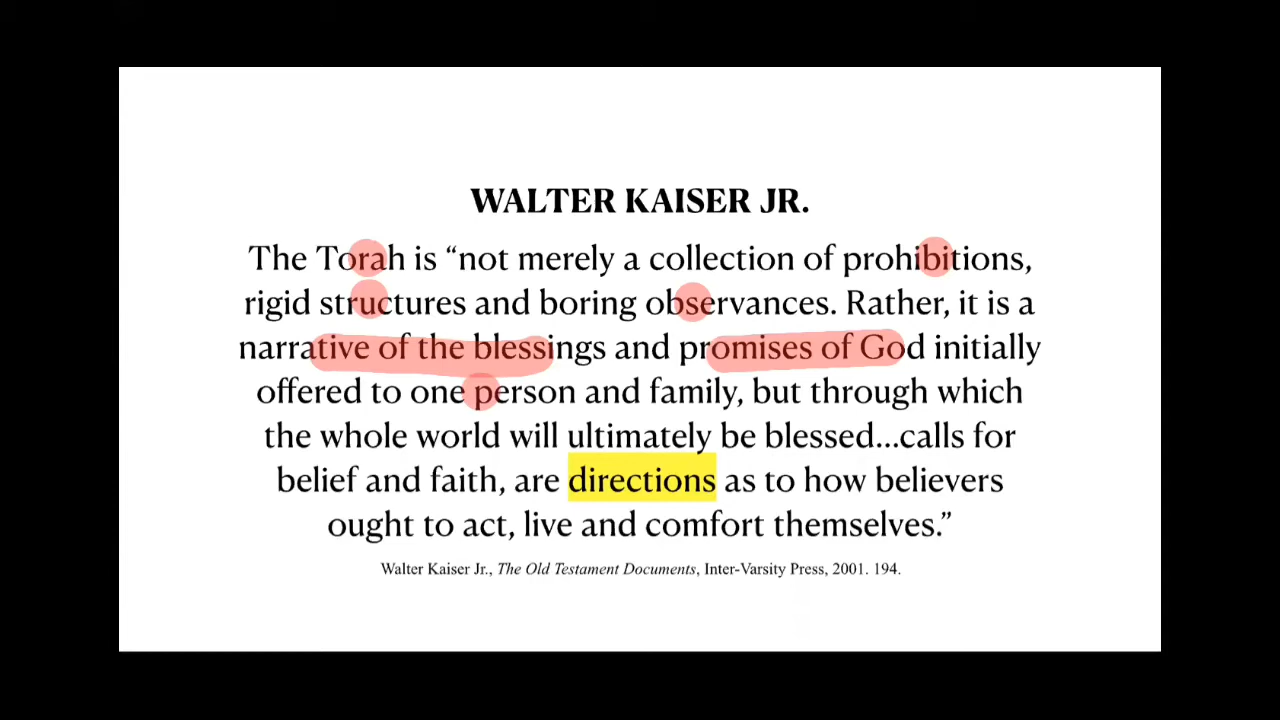 WALTER KAISER JR.
The Torah is “not merely a collection of prohibitions,
rigid structures and boring observances. Rather, it is a
narrative of the blessings and promises of God initially
offered to one person and family, but through which
the whole world will ultimately be blessed...calls for
belief and faith, are directions as to how believers
ought to act, live and comfort themselves.”
Walter Kaiser Jr., The Old Testament Documents, Inter-Varsity Press, 2001. 194.